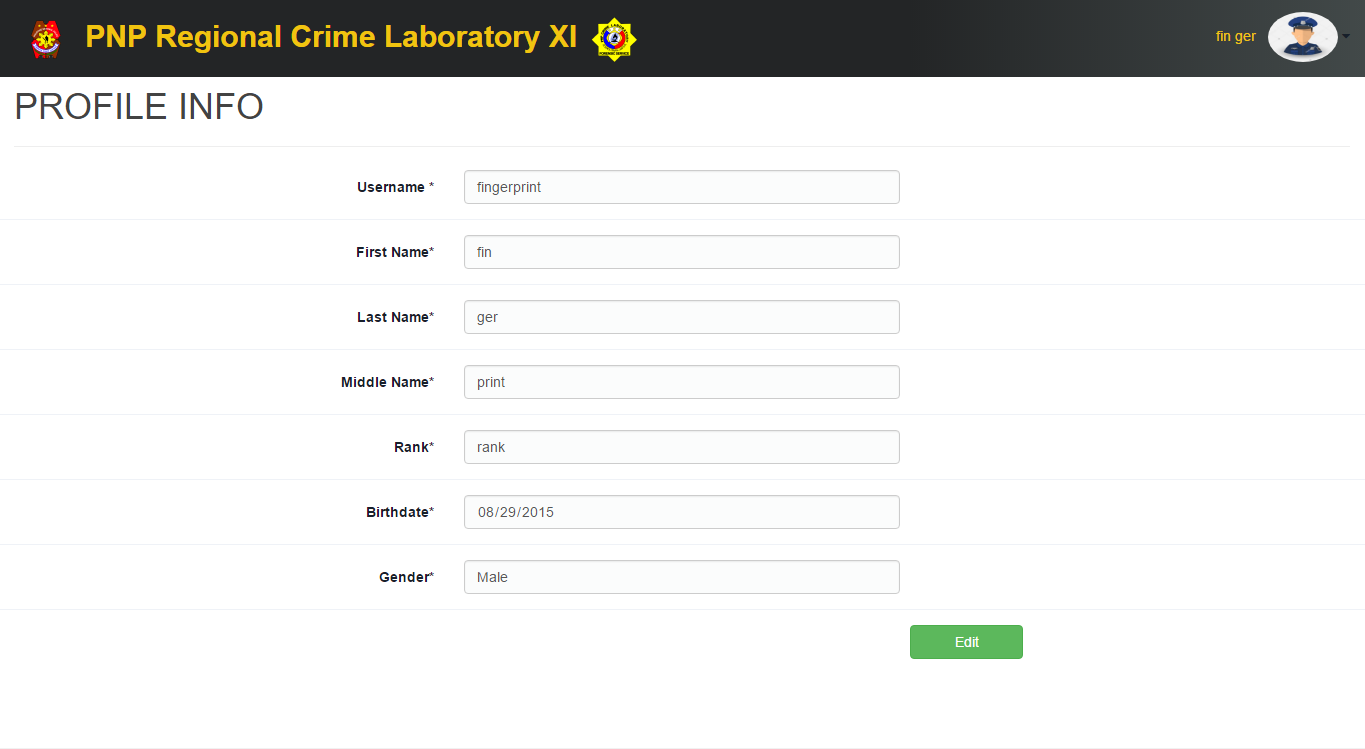 PNP Regional Crime Laboratory XI
fin ger
PROFILE INFO
Username *
fingerprint
First Name*
fin
Last Name*
ger
Middle Name*
print
Rank*
rank
Birthdate*
08/29/2015
Gender*
Male
Edit